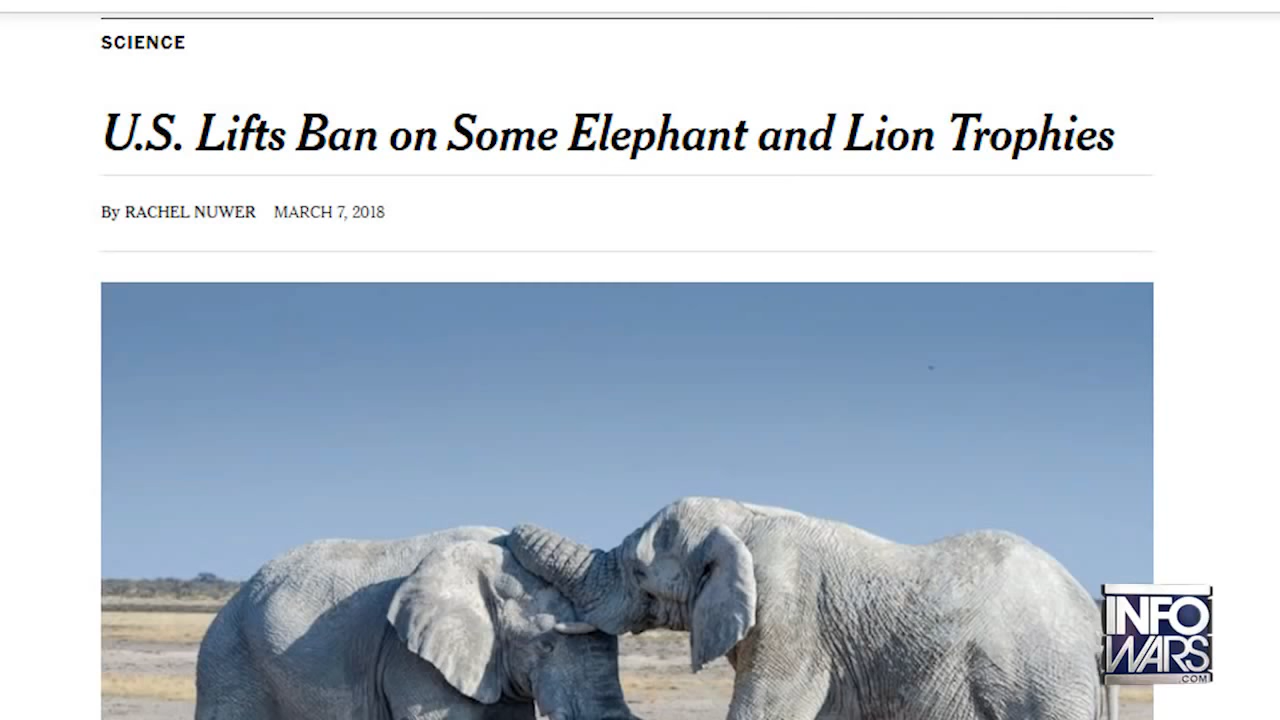 SCIENCE
U.S. Lifts Ban on Some Elephant and Lion Trophies
By RACHEL NUWER MARCH 7, 2018
INFO
WARS
.COM